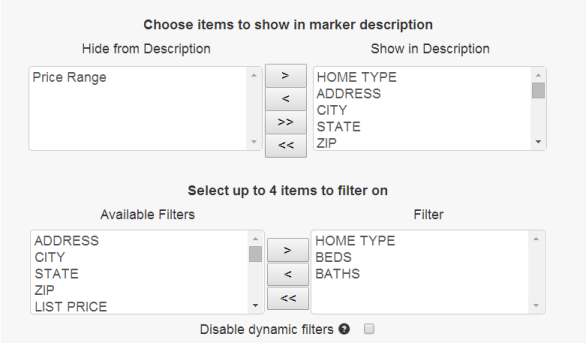 Choose items to show in marker description
Hide from Description Show in Description
Price Range
HOME TYPE
ADDRESS
CITY
STATE
ZIP
>
<
>>
<<
Select up to 4 items to filter on
Available Filters Filter
ADDRESS
CITY
STATE
ZIP
LIST PRICE
>
<
<<
HOME TYPE
BEDS
BATHS
Disable dynamic filters ?